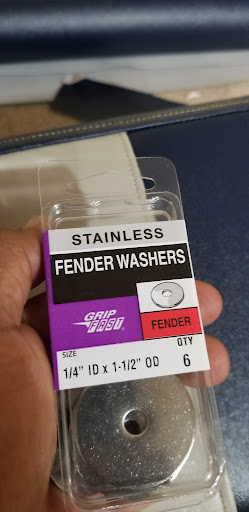 STAINLESS
FENDER WASHERS
GRIP
FAST
FENDER
SIZE
QTY
1/4" ID x 1-1/2" OD
6